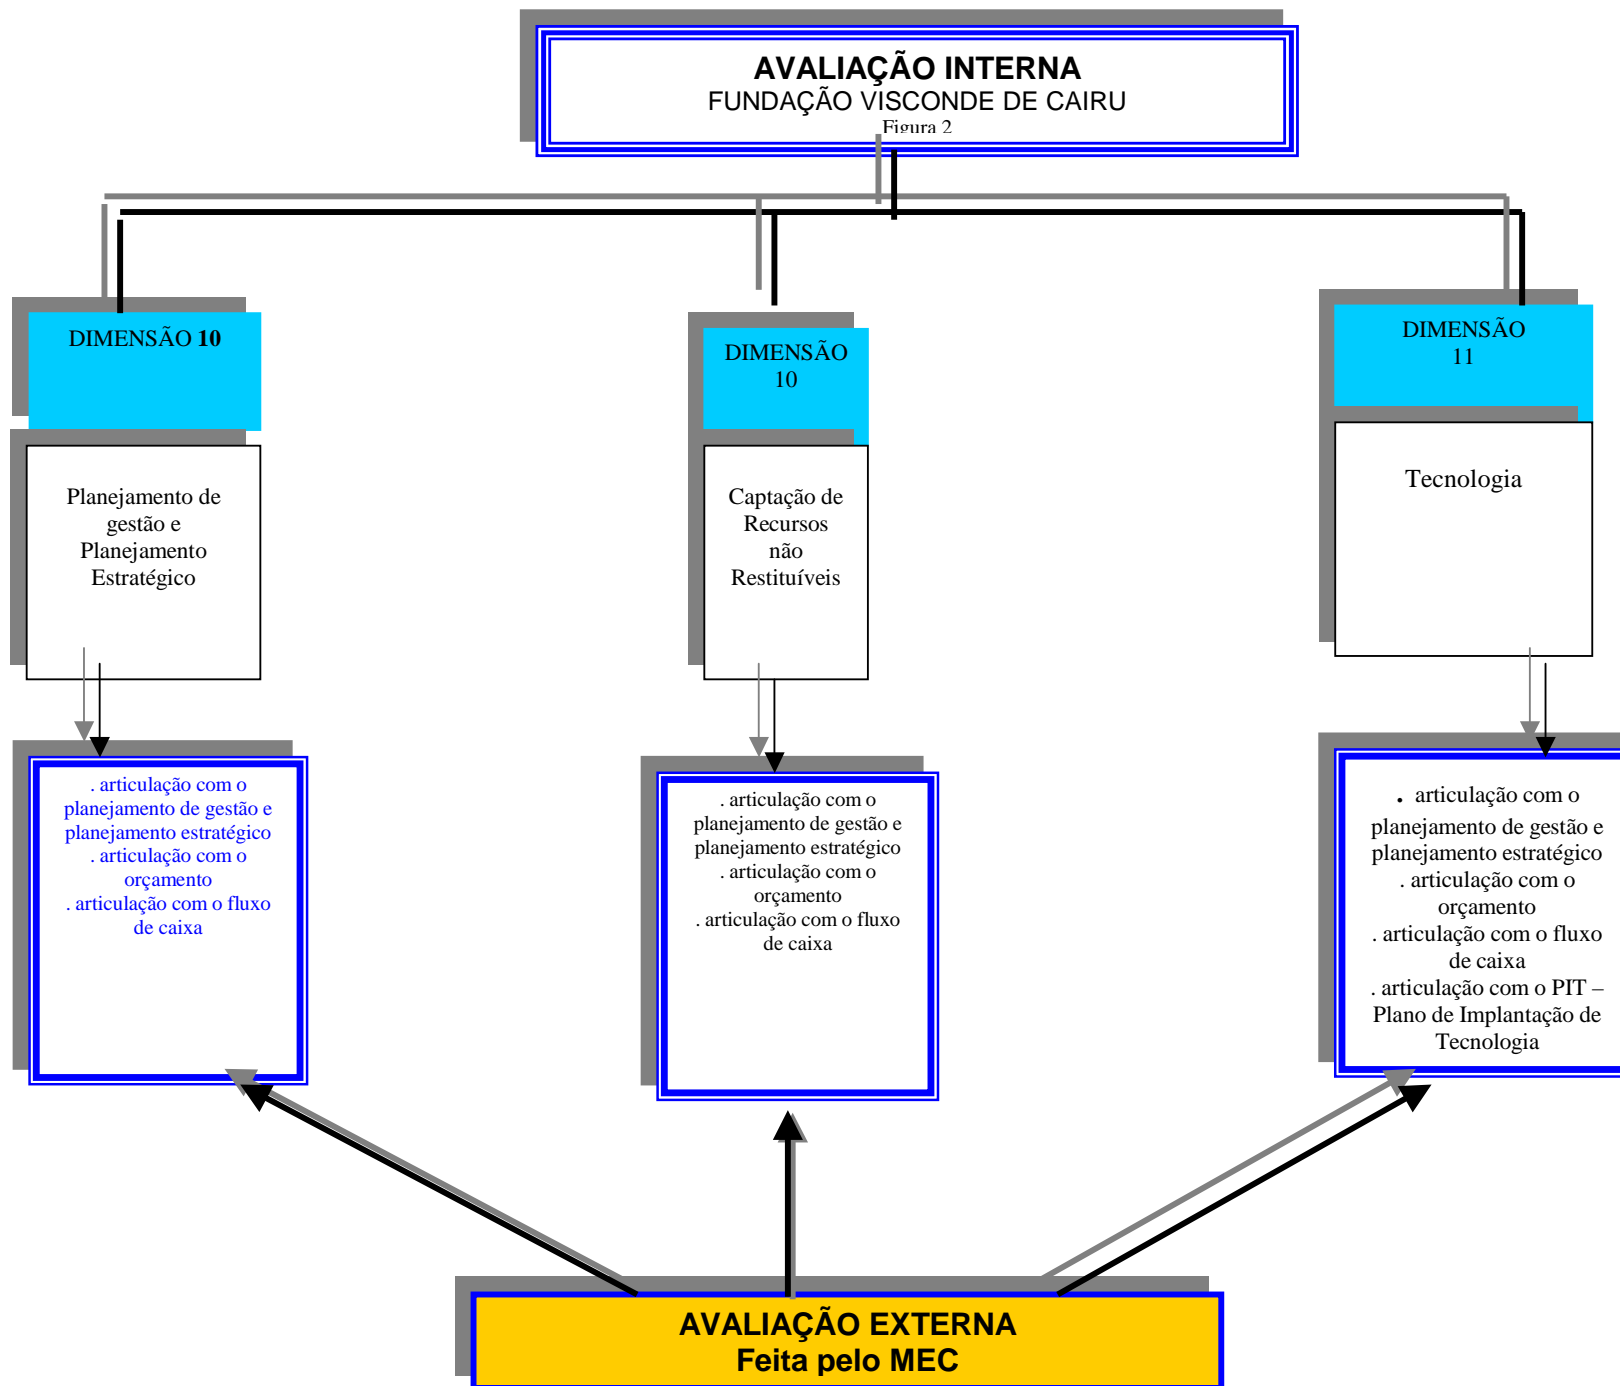 AVALIAÇÃO INTERNA
FUNDAÇÃO VISCONDE DE CAIRU
Figura 2
DIMENSÃO 10
Planejamento de
gestão e
Planejamento
Estratégico
. articulação com o
planejamento de gestão e
planejamento estratégico
. articulação com o
orçamento
. articulação com o fluxo
de caixa
DIMENSÃO
10
Captação de
Recursos
não
Restituíveis
. articulação com o
planejamento de gestão e
planejamento estratégico
. articulação com o
orçamento
. articulação com o fluxo
de caixa
DIMENSÃO
11
Tecnologia
. articulação com o
planejamento de gestão e
planejamento estratégico
. articulação com o
orçamento
. articulação com o fluxo
de caixa
. articulação com o PIT –
Plano de Implantação de
Tecnologia
AVALIAÇÃO EXTERNA
Feita pelo MEC